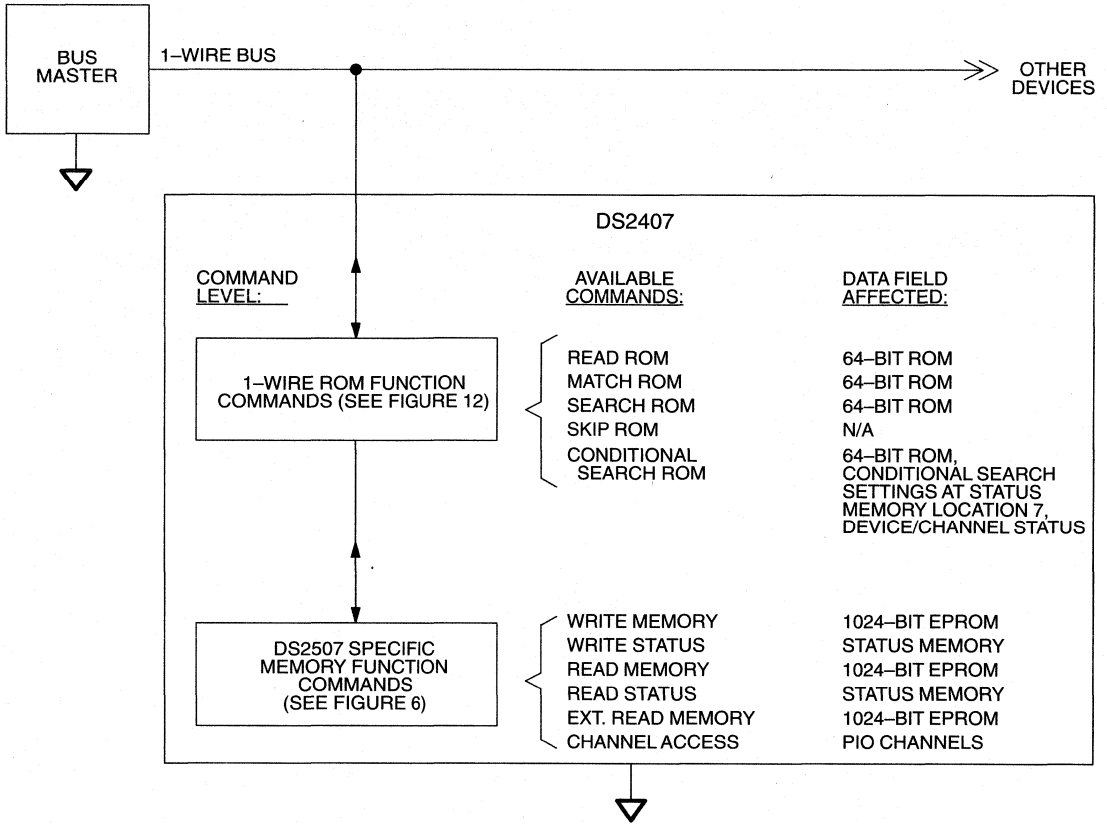 BUS
MASTER
1–WIRE BUS
OTHER
DEVICES
DS2407
COMMAND
LEVEL:
AVAILABLE
COMMANDS:
DATA FIELD
AFFECTED:
1–WIRE ROM FUNCTION
COMMANDS (SEE FIGURE 12)
READ ROM
64–BIT ROM
MATCH ROM
64–BIT ROM
SEARCH ROM
64–BIT ROM
SKIP ROM
N/A
CONDITIONAL
SEARCH ROM
64–BIT ROM,
CONDITIONAL SEARCH
SETTINGS AT STATUS
MEMORY LOCATION 7,
DEVICE/CHANNEL STATUS
DS2507 SPECIFIC
MEMORY FUNCTION
COMMANDS
(SEE FIGURE 6)
WRITE MEMORY
1024–BIT EPROM
WRITE STATUS
STATUS MEMORY
READ MEMORY
1024–BIT EPROM
READ STATUS
STATUS MEMORY
EXT. READ MEMORY
1024–BIT EPROM
CHANNEL ACCESS
PIO CHANNELS